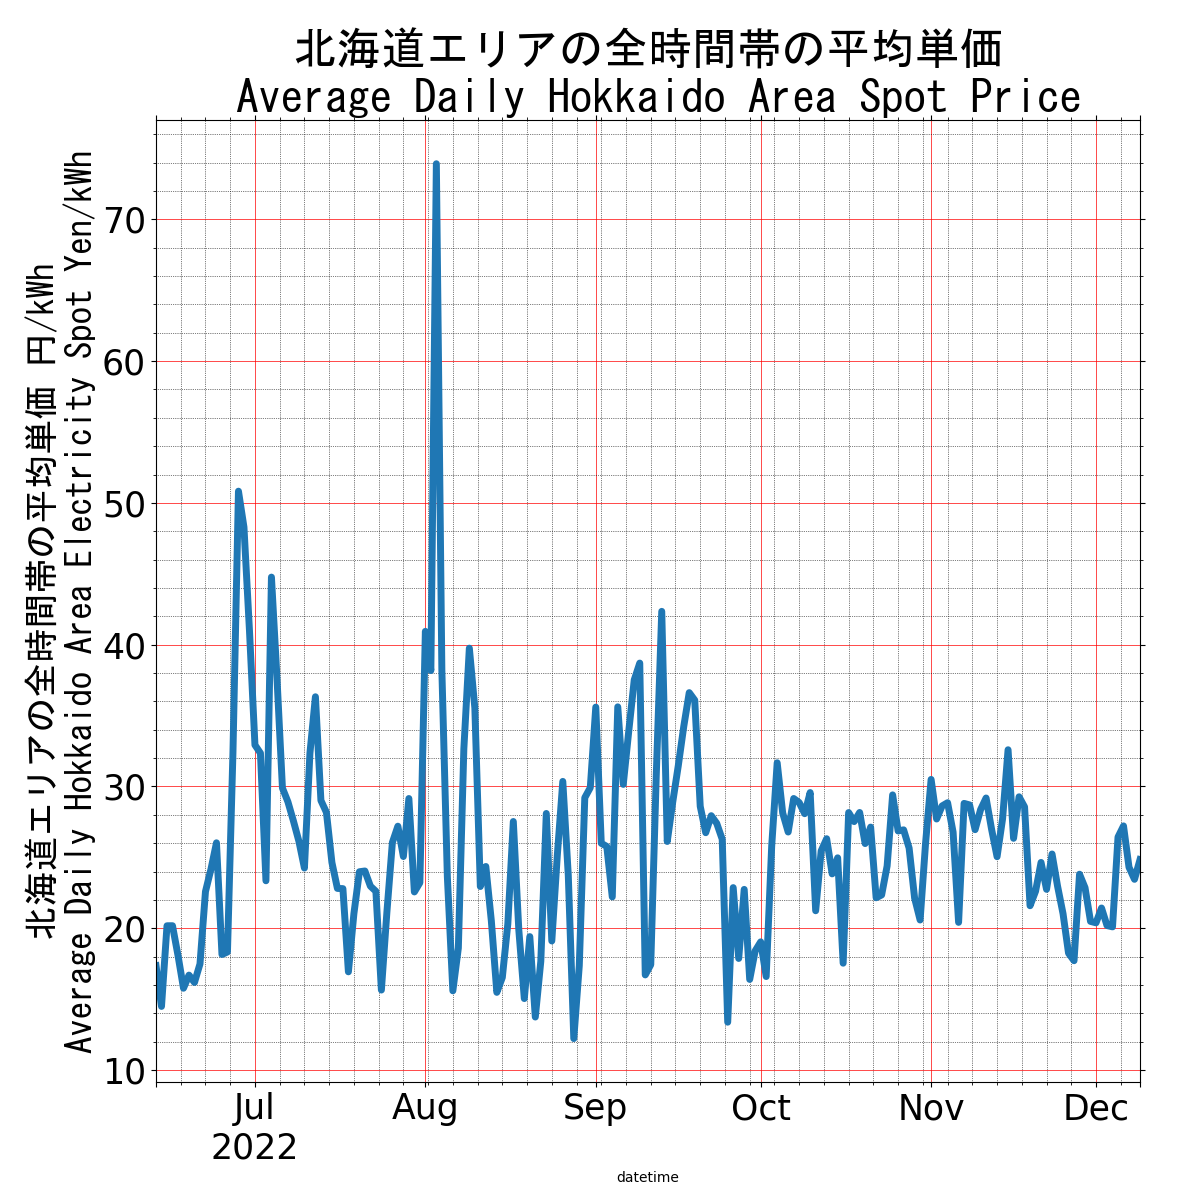 北海道エリアの全時間帯の平均単価
Average Daily Hokkaido Area Spot Price
北海道エリアの全時間帯の平均単価 円/kWh
Average Daily Hokkaido Area Electricity Spot Yen/kWh
70
60
50
40
30
20
10
Jul
2022
Aug
Sep
Oct
Nov
Dec
datetime